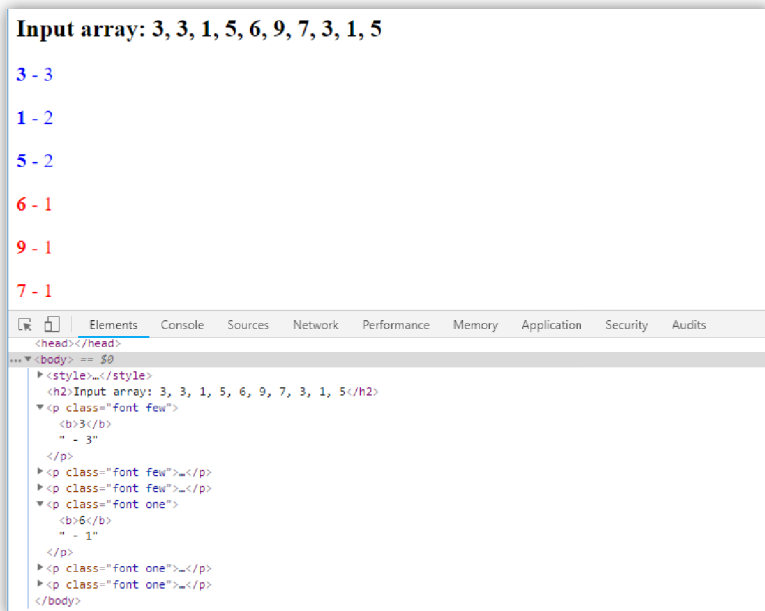 Input array: 3, 3, 1, 5, 6, 9, 7, 3, 1, 5
3 - 3
1 - 2
5 - 2
6 - 1
9 - 1
7 - 1
Elements Console Sources Network Performance Memory Application Security Audits
<head></head>
…▼<body> == $0
▶<style>…</style>
<h2>Input array: 3, 3, 1, 5, 6, 9, 7, 3, 1, 5</h2>
▼<p class="font few">
<b>3</b>
" - 3"
</p>
▶<p class="font few">…</p>
▶<p class="font few">…</p>
▼<p class="font one">
<b>6</b>
" - 1"
</p>
▶<p class="font one">…</p>
▶<p class="font one">…</p>
</body>